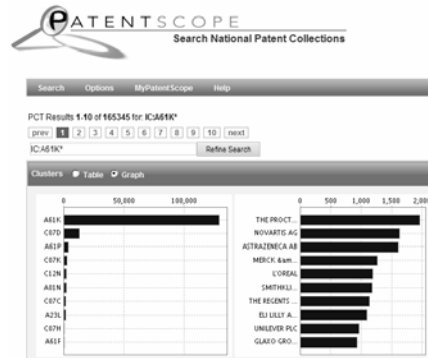 PATENTSCOPE
Search National Patent Collections
Search Options MyPatentScope Help
PCT Results 1-10 of 165345 for: IC:A61K*
prev 1 2 3 4 5 6 7 8 9 10 next
IC:A61K* Refine Search
Clusters Table Graph
0 50,000 100,000
A61K
C07D
A61P
C07K
C12N
A01N
C07C
A23L
C07H
A61F
0 500 1,000 1,500 2,00
THE PROCT...
NOVARTIS AG
ASTRAZENECA AB
MERCK &am...
L'OREAL
SMITHKLI...
THE REGENTS ...
ELI LILLY A...
UNILEVER PLC
GLAXO GRO...